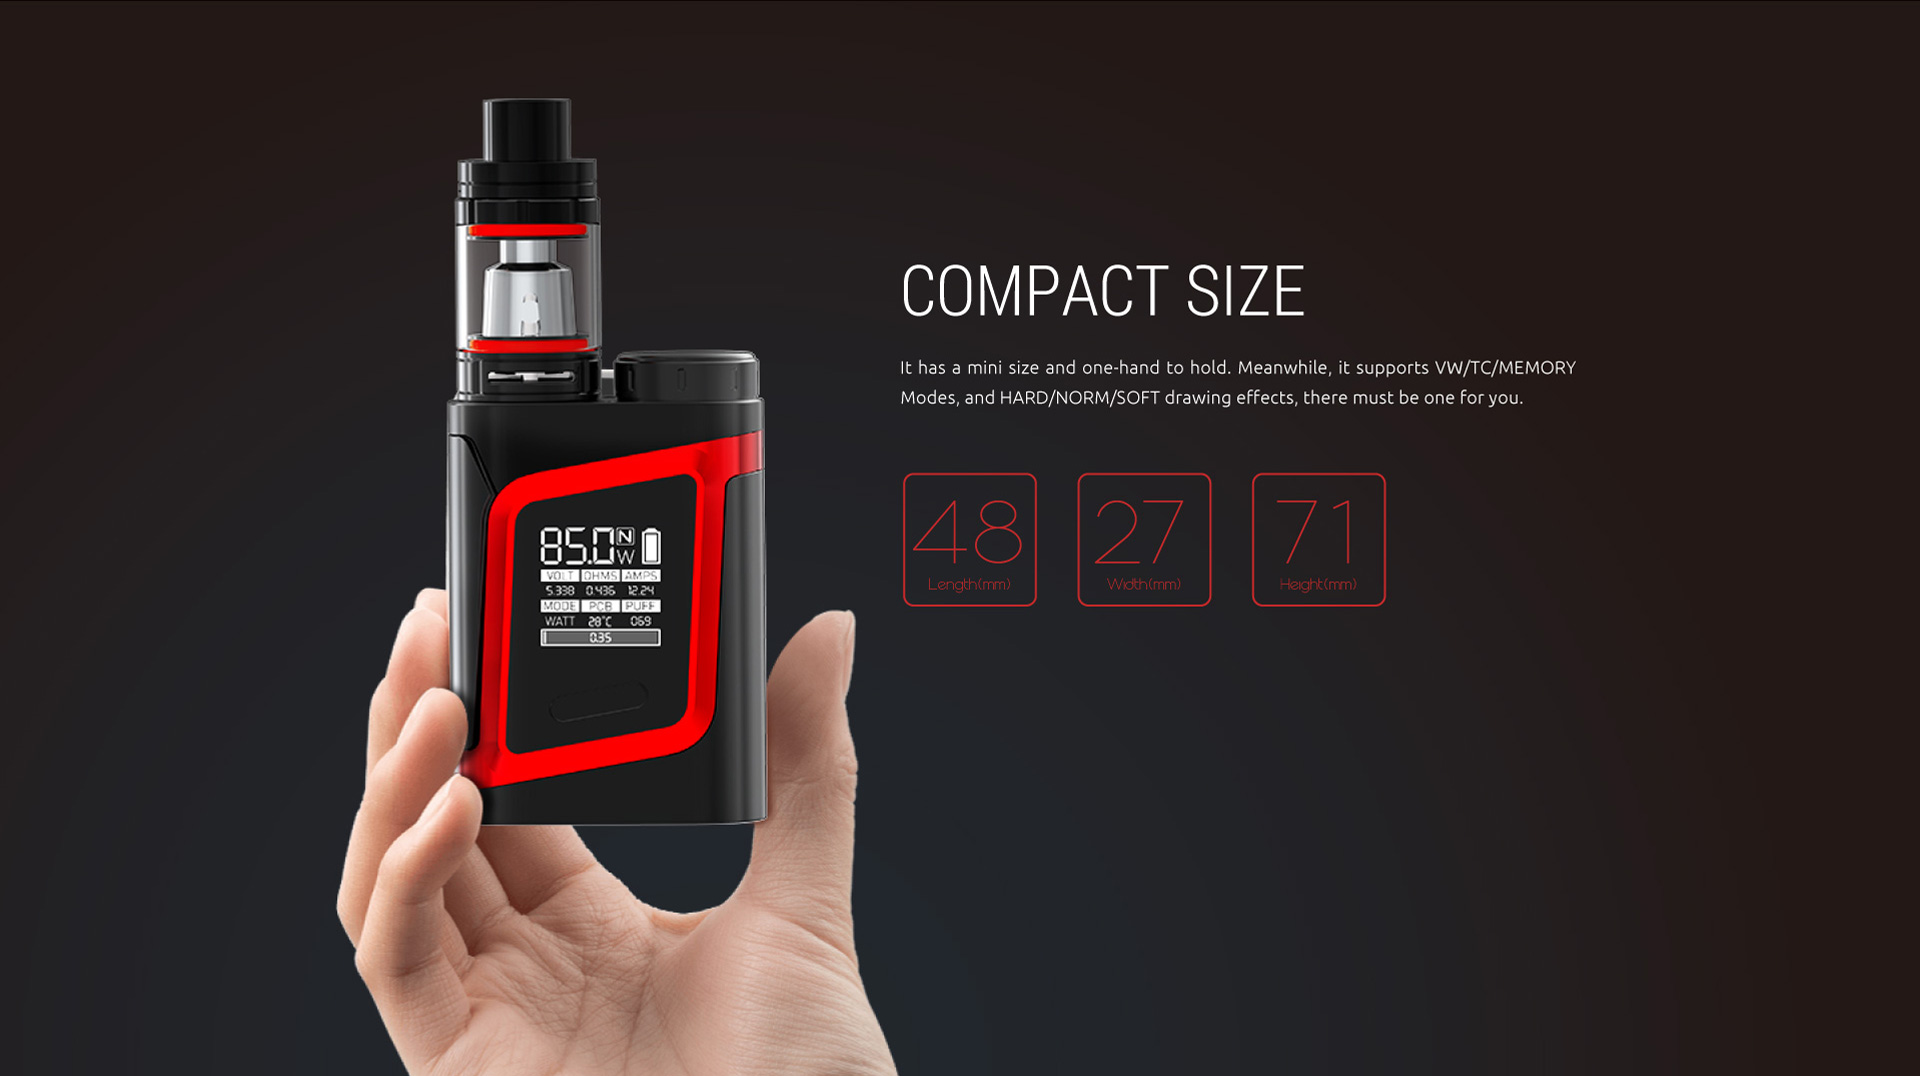 COMPACT SIZE
It has a mini size and one-hand to hold. Meanwhile, it supports VW/TC/MEMORY
Modes, and HARD/NORM/SOFT drawing effects, there must be one for you.
48
Length(mm)
27
Width(mm)
71
Height(mm)
85.0 N W
VOLT OHMS AMPS
5.338 0.436 12.24
MODE PCB PUFF
WATT 28°C 069
0.35